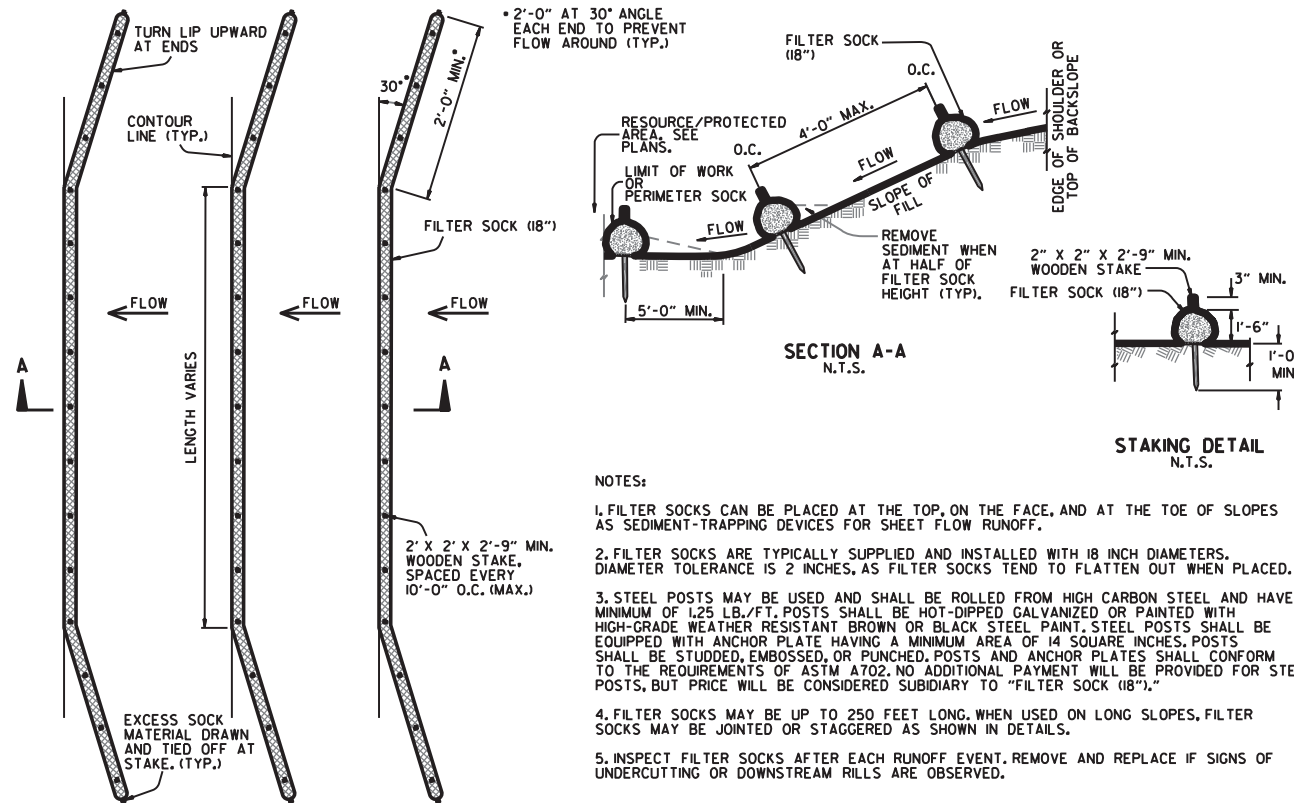 TURN LIP UPWARD
AT ENDS
CONTOUR
LINE (TYP.)
30°•
2'-0" MIN.•
• 2'-0" AT 30° ANGLE
EACH END TO PREVENT
FLOW AROUND (TYP.)
FILTER SOCK (18")
FLOW
FLOW
FLOW
A
A
LENGTH VARIES
2' X 2' X 2'-9" MIN.
WOODEN STAKE,
SPACED EVERY
10'-0" O.C. (MAX.)
EXCESS SOCK
MATERIAL DRAWN
AND TIED OFF AT
STAKE. (TYP.)
FILTER SOCK
(18")
O.C.
4'-0" MAX.
O.C.
FLOW
FLOW
FLOW
SLOPE OF
FILL
EDGE OF SHOULDER OR
TOP OF BACKSLOPE
RESOURCE/PROTECTED
AREA. SEE
PLANS.
LIMIT OF WORK
OR
PERIMETER SOCK
REMOVE
SEDIMENT WHEN
AT HALF OF
FILTER SOCK
HEIGHT (TYP).
5'-0" MIN.
SECTION A-A
N.T.S.
2" X 2" X 2'-9" MIN.
WOODEN STAKE
FILTER SOCK (18")
3" MIN.
1'-6"
1'-0
MIN
STAKING DETAIL
N.T.S.
NOTES:
1. FILTER SOCKS CAN BE PLACED AT THE TOP, ON THE FACE, AND AT THE TOE OF SLOPES
AS SEDIMENT-TRAPPING DEVICES FOR SHEET FLOW RUNOFF.
2. FILTER SOCKS ARE TYPICALLY SUPPLIED AND INSTALLED WITH 18 INCH DIAMETERS.
DIAMETER TOLERANCE IS 2 INCHES, AS FILTER SOCKS TEND TO FLATTEN OUT WHEN PLACED.
3. STEEL POSTS MAY BE USED AND SHALL BE ROLLED FROM HIGH CARBON STEEL AND HAVE
MINIMUM OF 1.25 LB./FT. POSTS SHALL BE HOT-DIPPED GALVANIZED OR PAINTED WITH
HIGH-GRADE WEATHER RESISTANT BROWN OR BLACK STEEL PAINT. STEEL POSTS SHALL BE
EQUIPPED WITH ANCHOR PLATE HAVING A MINIMUM AREA OF 14 SQUARE INCHES. POSTS
SHALL BE STUDDED, EMBOSSED, OR PUNCHED. POSTS AND ANCHOR PLATES SHALL CONFORM
TO THE REQUIREMENTS OF ASTM A702. NO ADDITIONAL PAYMENT WILL BE PROVIDED FOR STE
POSTS, BUT PRICE WILL BE CONSIDERED SUBIDIARY TO "FILTER SOCK (18")."
4. FILTER SOCKS MAY BE UP TO 250 FEET LONG. WHEN USED ON LONG SLOPES, FILTER
SOCKS MAY BE JOINTED OR STAGGERED AS SHOWN IN DETAILS.
5. INSPECT FILTER SOCKS AFTER EACH RUNOFF EVENT. REMOVE AND REPLACE IF SIGNS OF
UNDERCUTTING OR DOWNSTREAM RILLS ARE OBSERVED.